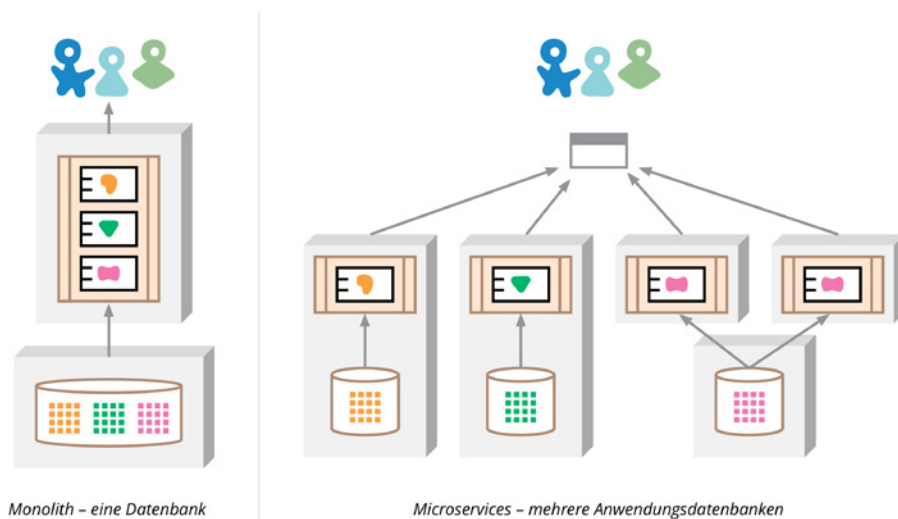 Monolith – eine Datenbank
Microservices – mehrere Anwendungsdatenbanken